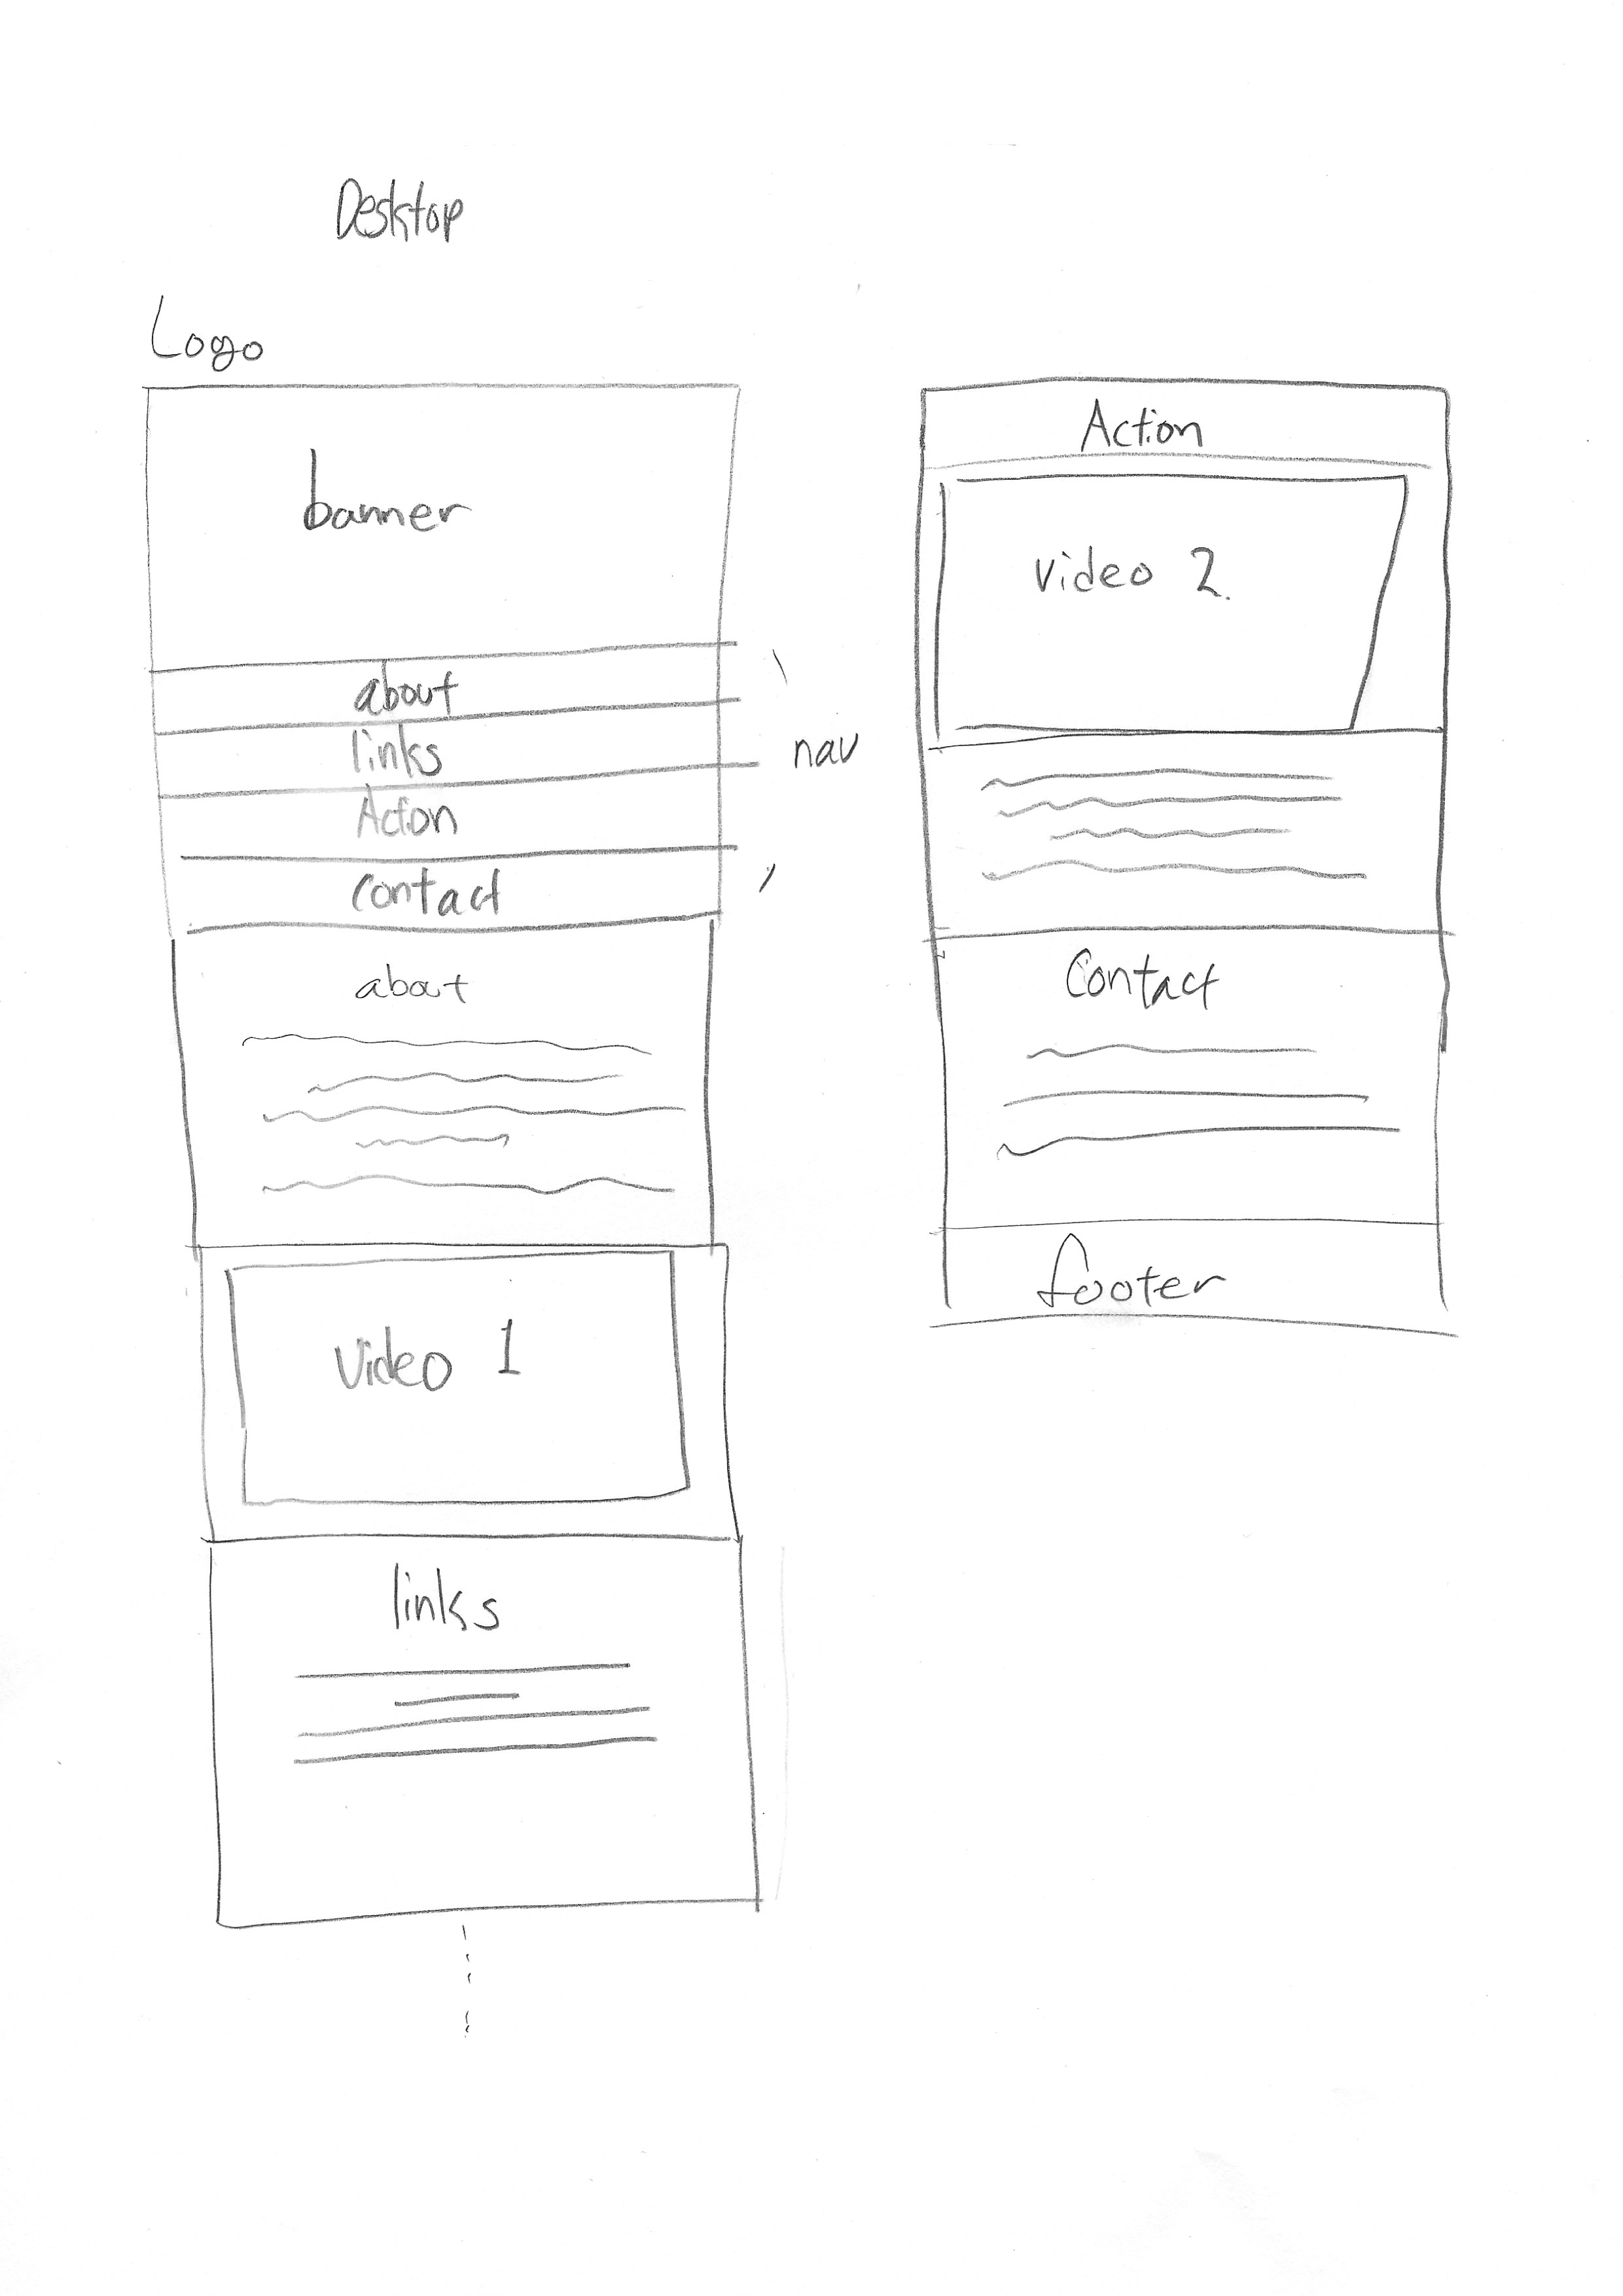 Desktop
Logo
banner
about
links
Action
contact
nav
about
Video 1
links
Action
Video 2.
Contact
footer